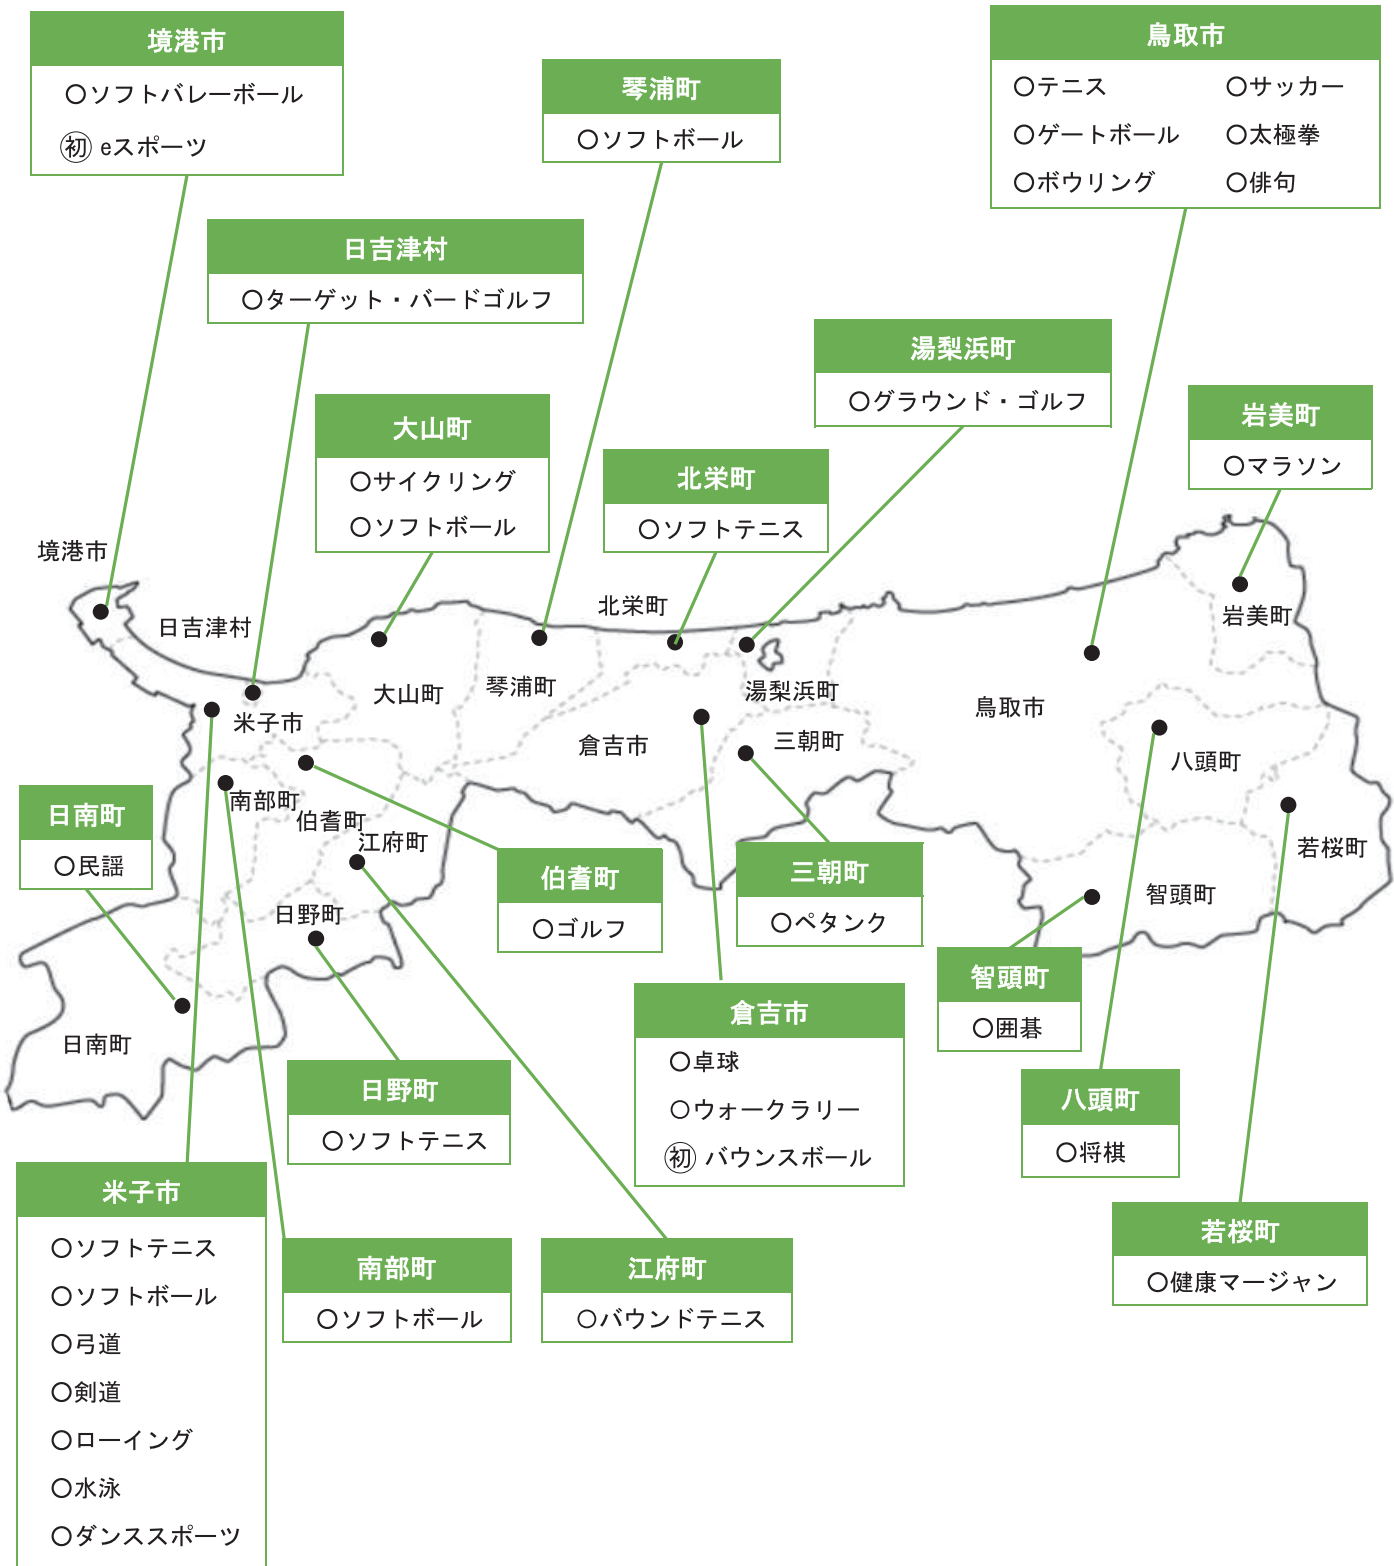 境港市
○ソフトバレーボール
㊝ eスポーツ
琴浦町
○ソフトボール
鳥取市
○テニス ○サッカー
○ゲートボール ○太極拳
○ボウリング ○俳句
日吉津村
○ターゲット・バードゴルフ
湯梨浜町
○グラウンド・ゴルフ
大山町
○サイクリング
○ソフトボール
北栄町
○ソフトテニス
岩美町
○マラソン
境港市
日吉津村
北栄町
岩美町
大山町
琴浦町
湯梨浜町
鳥取市
米子市
倉吉市
三朝町
八頭町
南部町
伯耆町
江府町
若桜町
智頭町
日野町
日南町
日南町
○民謡
伯耆町
○ゴルフ
三朝町
○ペタンク
智頭町
○囲碁
倉吉市
○卓球
○ウォークラリー
初 バウンスボール
日野町
○ソフトテニス
八頭町
○将棋
米子市
○ソフトテニス
○ソフトボール
○弓道
○剣道
○ローイング
○水泳
○ダンススポーツ
南部町
○ソフトボール
江府町
○バウンドテニス
若桜町
○健康マージャン